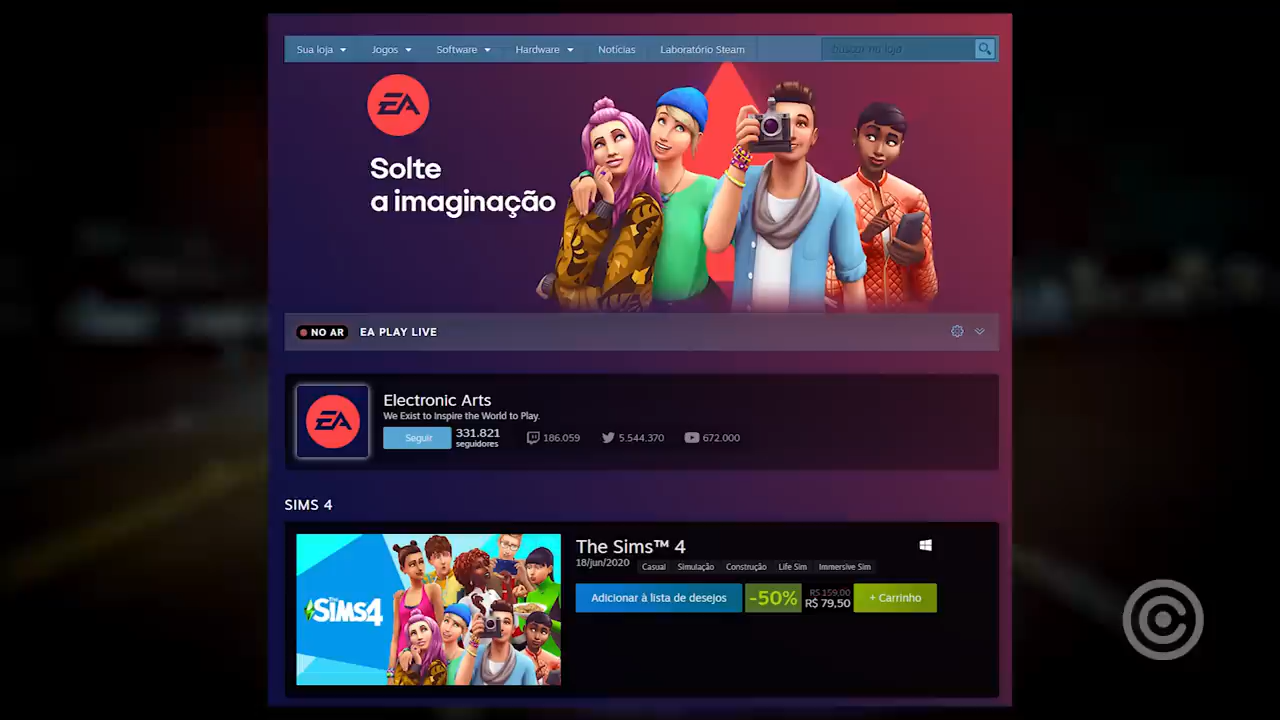 Sua loja Jogos Software Hardware Notícias Laboratório Steam buscar na loja
EA
Solte
a imaginação
NO AR EA PLAY LIVE
EA
Electronic Arts
We Exist to Inspire the World to Play.
Seguir 331.821 seguidores 186.059 5.544.370 672.000
SIMS 4
The Sims 4
The Sims™ 4
18/jun/2020 Casual Simulação Construção Life Sim Immersive Sim
Adicionar à lista de desejos -50% R$ 159,00 R$ 79,50 + Carrinho